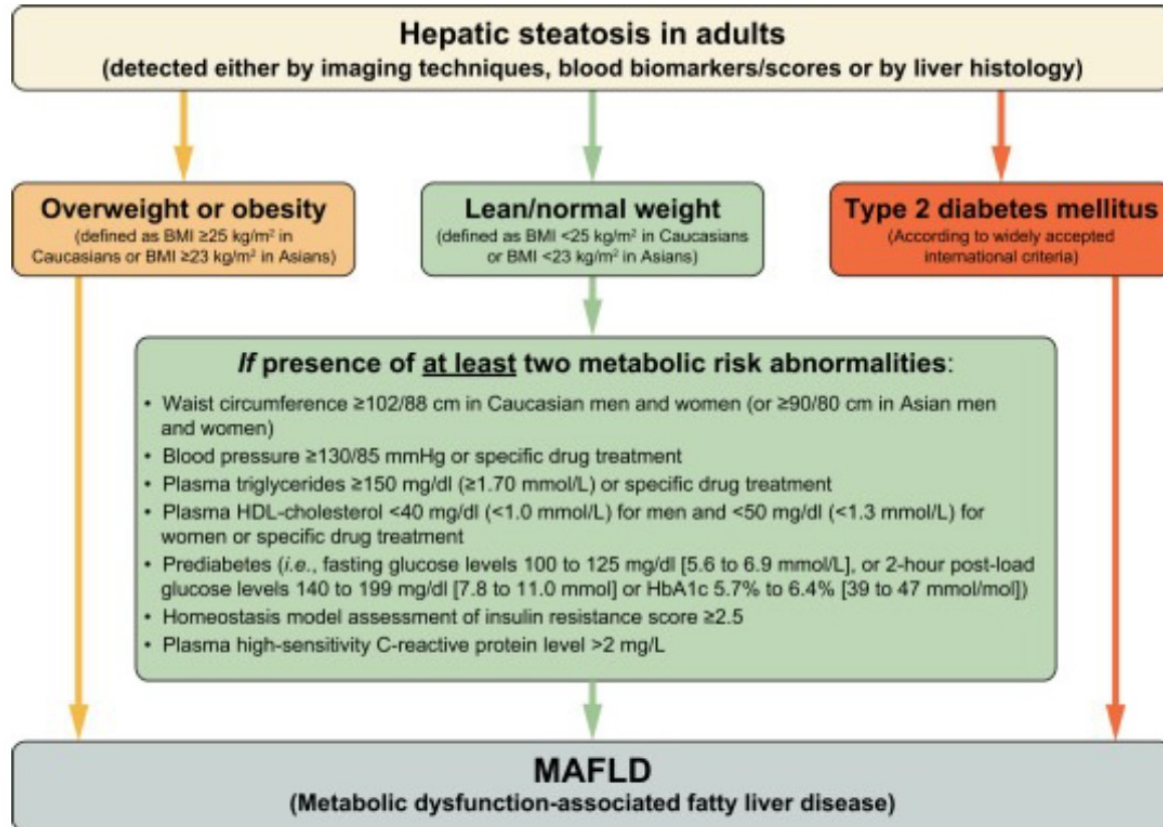 Hepatic steatosis in adults
(detected either by imaging techniques, blood biomarkers/scores or by liver histology)
Overweight or obesity
(defined as BMI ≥25 kg/m² in
Caucasians or BMI ≥23 kg/m² in Asians)
Lean/normal weight
(defined as BMI <25 kg/m² in Caucasians
or BMI <23 kg/m² in Asians)
Type 2 diabetes mellitus
(According to widely accepted
international criteria)
If presence of at least two metabolic risk abnormalities:
• Waist circumference ≥102/88 cm in Caucasian men and women (or ≥90/80 cm in Asian men
and women)
• Blood pressure ≥130/85 mmHg or specific drug treatment
• Plasma triglycerides ≥150 mg/dl (≥1.70 mmol/L) or specific drug treatment
• Plasma HDL-cholesterol <40 mg/dl (<1.0 mmol/L) for men and <50 mg/dl (<1.3 mmol/L) for
women or specific drug treatment
• Prediabetes (i.e., fasting glucose levels 100 to 125 mg/dl [5.6 to 6.9 mmol/L], or 2-hour post-load
glucose levels 140 to 199 mg/dl [7.8 to 11.0 mmol] or HbA1c 5.7% to 6.4% [39 to 47 mmol/mol])
• Homeostasis model assessment of insulin resistance score ≥2.5
• Plasma high-sensitivity C-reactive protein level >2 mg/L
MAFLD
(Metabolic dysfunction-associated fatty liver disease)